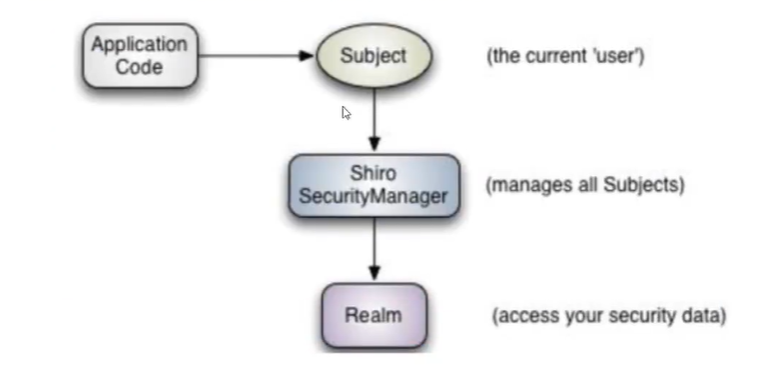 Application
Code
Subject
(the current 'user')
Shiro
SecurityManager
(manages all Subjects)
Realm
(access your security data)